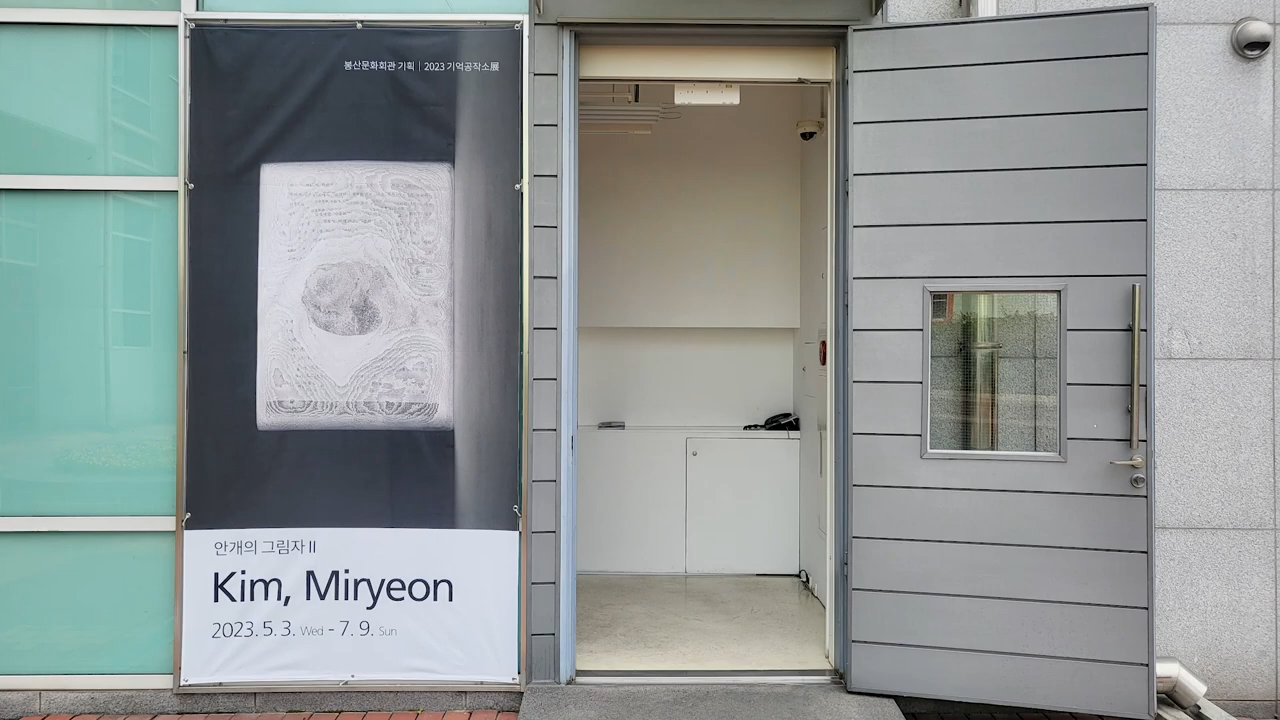 봉산문화회관 기획 | 2023 기억공작소展
안개의 그림자 II
Kim, Miryeon
2023. 5. 3. Wed - 7. 9. Sun